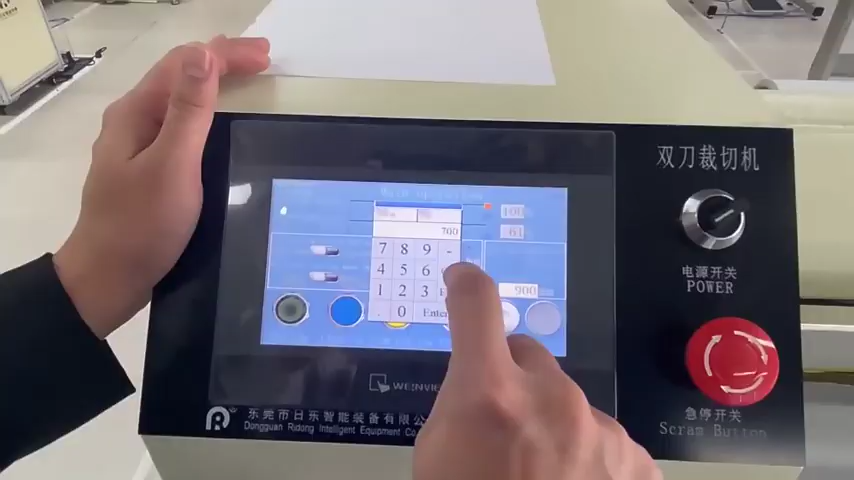 双刀裁切机
100
61
700
7 8 9 -
4 5 6
1 2 3
0 Enter
900
电源开关
POWER
WEINVIEW
急停开关
Scram Button
R
东莞市日东智能装备有限公
Dongguan Ridong Intelligent Equipment Co